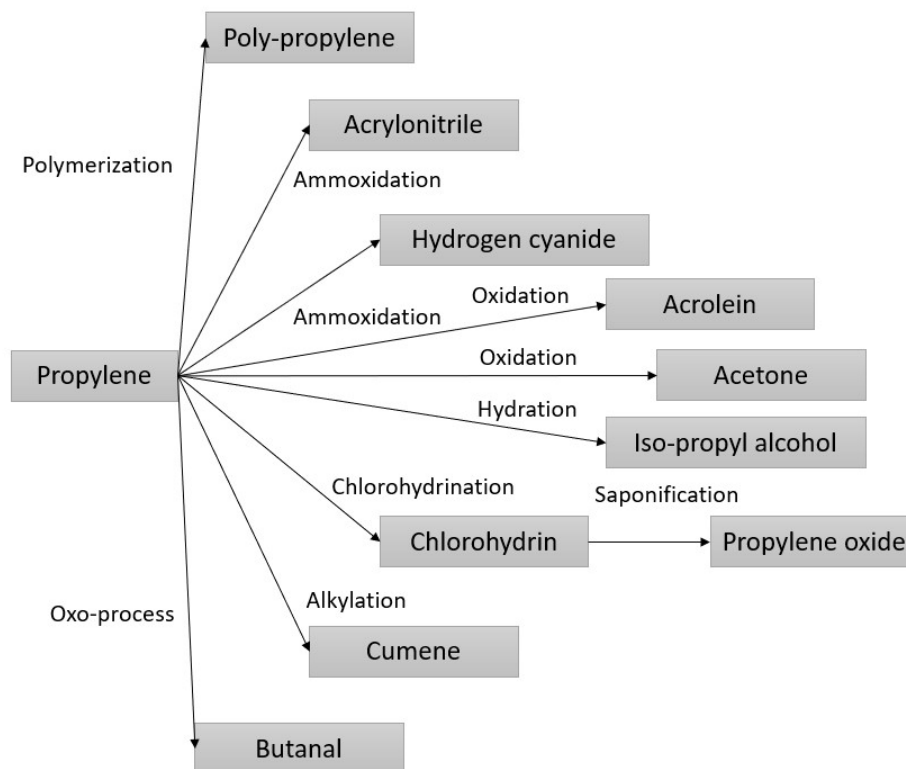 Poly-propylene
Acrylonitrile
Polymerization
Ammoxidation
Hydrogen cyanide
Oxidation
Acrolein
Ammoxidation
Oxidation
Propylene
Acetone
Hydration
Iso-propyl alcohol
Chlorohydrination
Saponification
Chlorohydrin
Propylene oxide
Alkylation
Oxo-process
Cumene
Butanal